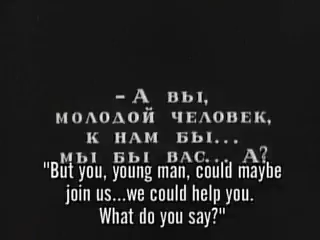 – А ВЫ,
МОЛОДОЙ ЧЕЛОВЕК,
К НАМ БЫ...
МЫ БЫ ВАС... А?
"But you, young man, could maybe
join us...we could help you.
What do you say?"